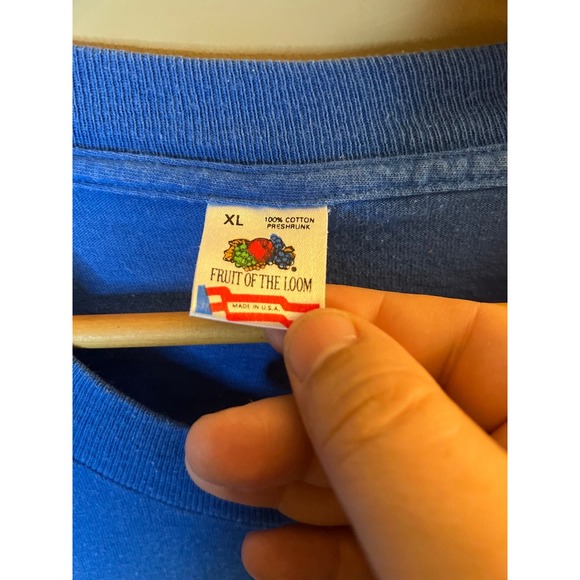 XL
100% COTTON
PRESHRUNK
FRUIT OF THE LOOM
MADE IN U.S.A.